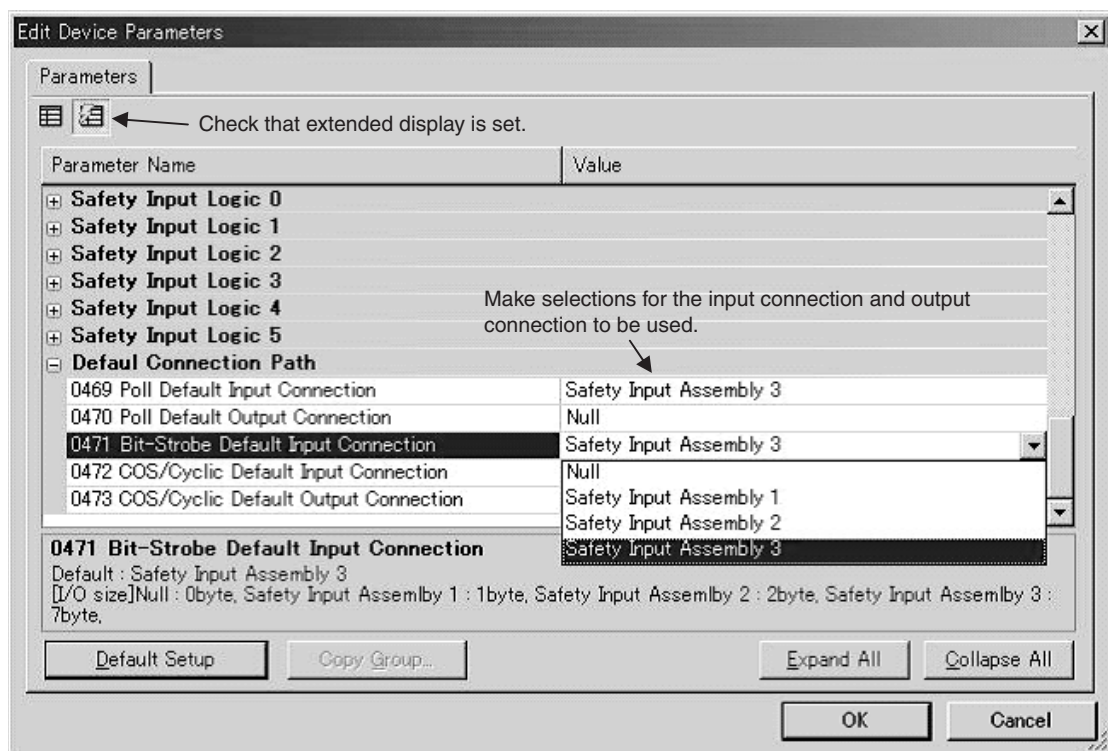 Edit Device Parameters
Parameters
Check that extended display is set.
Parameter Name Value
Safety Input Logic 0
Safety Input Logic 1
Safety Input Logic 2
Safety Input Logic 3
Safety Input Logic 4
Safety Input Logic 5
Make selections for the input connection and output
connection to be used.
Defaul Connection Path
0469 Poll Default Input Connection Safety Input Assembly 3
0470 Poll Default Output Connection Null
0471 Bit-Strobe Default Input Connection Safety Input Assembly 3
0472 COS/Cyclic Default Input Connection Null
0473 COS/Cyclic Default Output Connection Safety Input Assembly 1
Safety Input Assembly 2
Safety Input Assembly 3
0471 Bit-Strobe Default Input Connection
Default : Safety Input Assembly 3
[I/O size]Null : 0byte, Safety Input Assemlby 1 : 1byte, Safety Input Assemlby 2 : 2byte, Safety Input Assemlby 3 :
7byte,
Default Setup Copy Group... Expand All Collapse All
OK Cancel